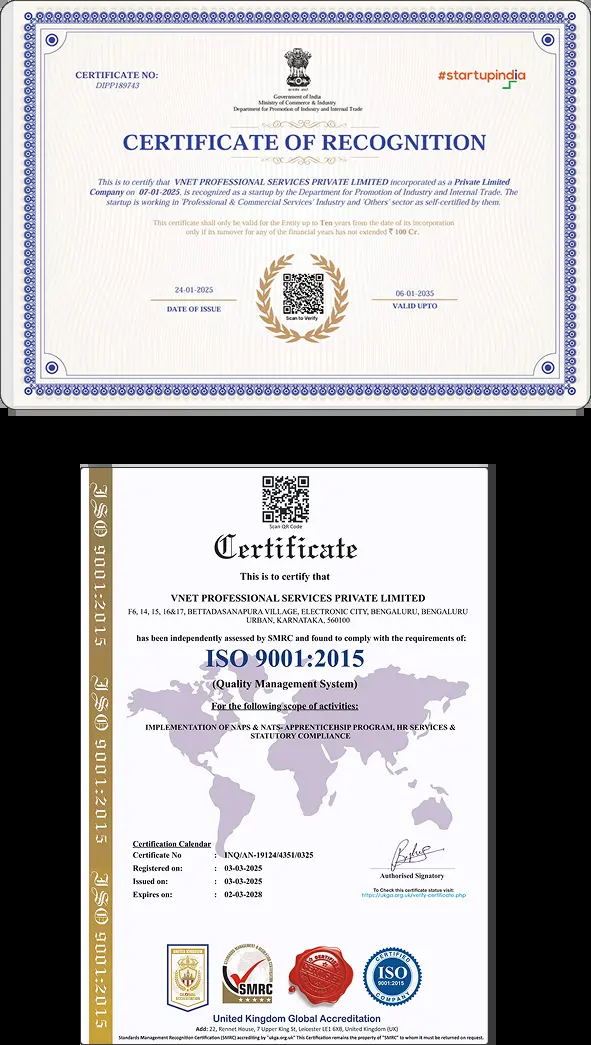 CERTIFICATE NO:
DIPP189743
#startupindia
Government of India
Ministry of Commerce & Industry
Department for Promotion of Industry and Internal Trade
CERTIFICATE OF RECOGNITION
This is to certify that VNET PROFESSIONAL SERVICES PRIVATE LIMITED incorporated as a Private Limited
Company on 07-01-2025, is recognized as a startup by the Department for Promotion of Industry and Internal Trade. The
startup is working in 'Professional & Commercial Services' Industry and 'Others' sector as self-certified by them.
This certificate shall only be valid for the Entity up to Ten years from the date of its incorporation
only if its turnover for any of the financial years has not extended ₹ 100 Cr.
24-01-2025
DATE OF ISSUE
Scan to Verify
06-01-2035
VALID UPTO
ISO 9001:2015
ISO 9001:2015
ISO 9001:2015
Scan QR Code
Certificate
This is to certify that
VNET PROFESSIONAL SERVICES PRIVATE LIMITED
F6, 14, 15, 16&17, BETTADASANAPURA VILLAGE, ELECTRONIC CITY, BENGALURU, BENGALURU
URBAN, KARNATAKA, 560100
has been independently assessed by SMRC and found to comply with the requirements of:
ISO 9001:2015
(Quality Management System)
For the following scope of activities:
IMPLEMENTATION OF NAPS & NATS- APPRENTICEHSIP PROGRAM, HR SERVICES &
STATUTORY COMPLIANCE
Certification Calendar
Certificate No : INQ/AN-19124/4351/0325
Registered on: : 03-03-2025
Issued on: : 03-03-2025
Expires on: : 02-03-2028
Authorised Signatory
To Check this certificate status visit:
https://ukga.org.uk/verify-certificate.php
UNITED KINGDOM
GLOBAL
ACCREDITATION
SMRC
CERTIFIED
ISO
9001:2015
COMPANY
United Kingdom Global Accreditation
Add: 22, Rennet House, 7 Upper King St, Leicester LE1 6XB, United Kingdom (UK)
Standards Management Recognition Certification (SMRC) accrediting by "ukga.org.uk" This Certification remains the property of "SMRC" to whom it must be returned on request.